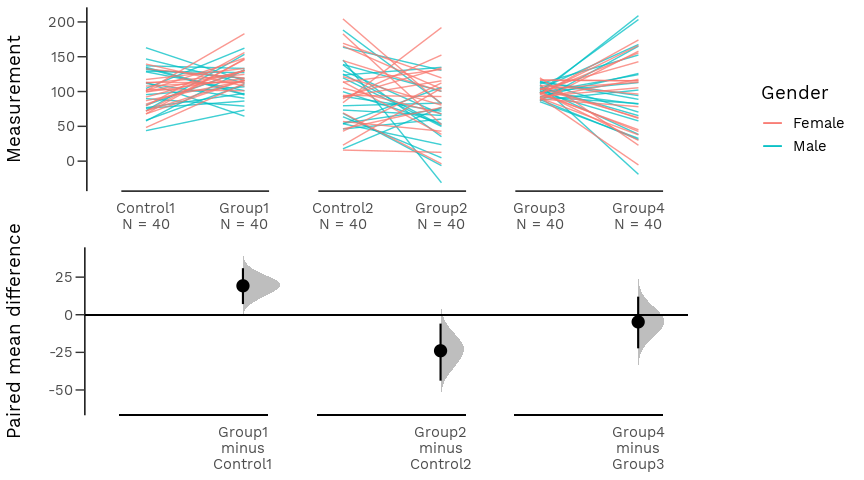 Measurement
200
150
100
50
0
Control1
N = 40
Group1
N = 40
Control2
N = 40
Group2
N = 40
Group3
N = 40
Group4
N = 40
Gender
Female
Male
Paired mean difference
25
0
-25
-50
Group1
minus
Control1
Group2
minus
Control2
Group4
minus
Group3